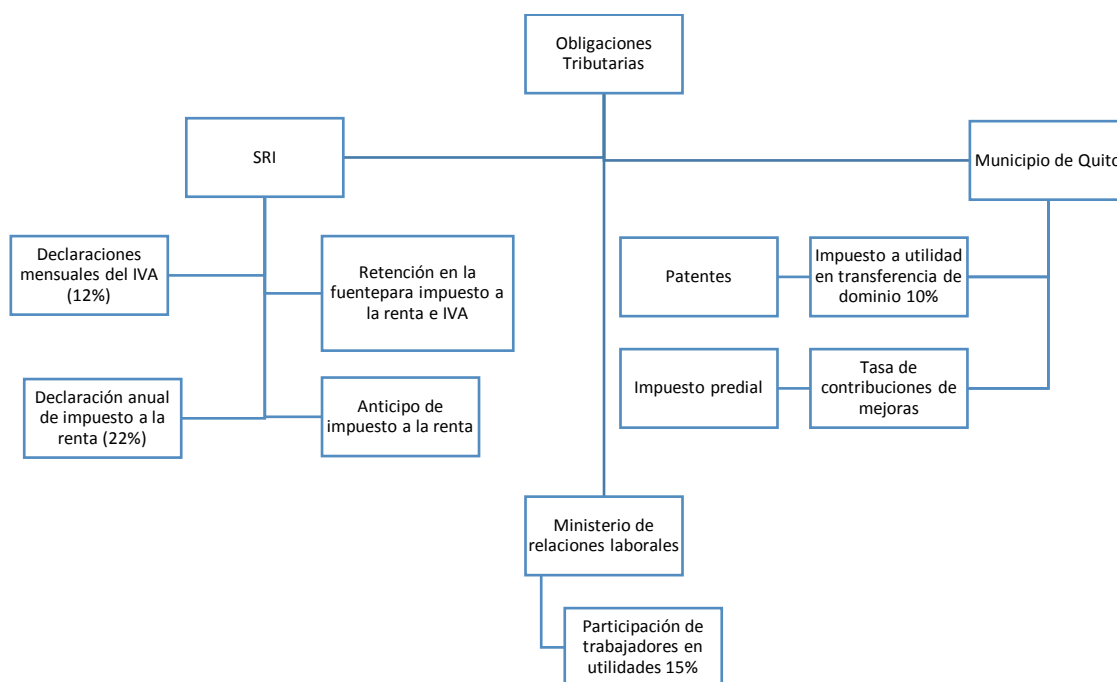 Obligaciones
Tributarias
SRI
Municipio de Quito
Declaraciones
mensuales del IVA
(12%)
Retención en la
fuentepara impuesto a
la renta e IVA
Patentes
Impuesto a utilidad
en transferencia de
dominio 10%
Declaración anual
de impuesto a la
renta (22%)
Anticipo de
impuesto a la renta
Impuesto predial
Tasa de
contribuciones de
mejoras
Ministerio de
relaciones laborales
Participación de
trabajadores en
utilidades 15%